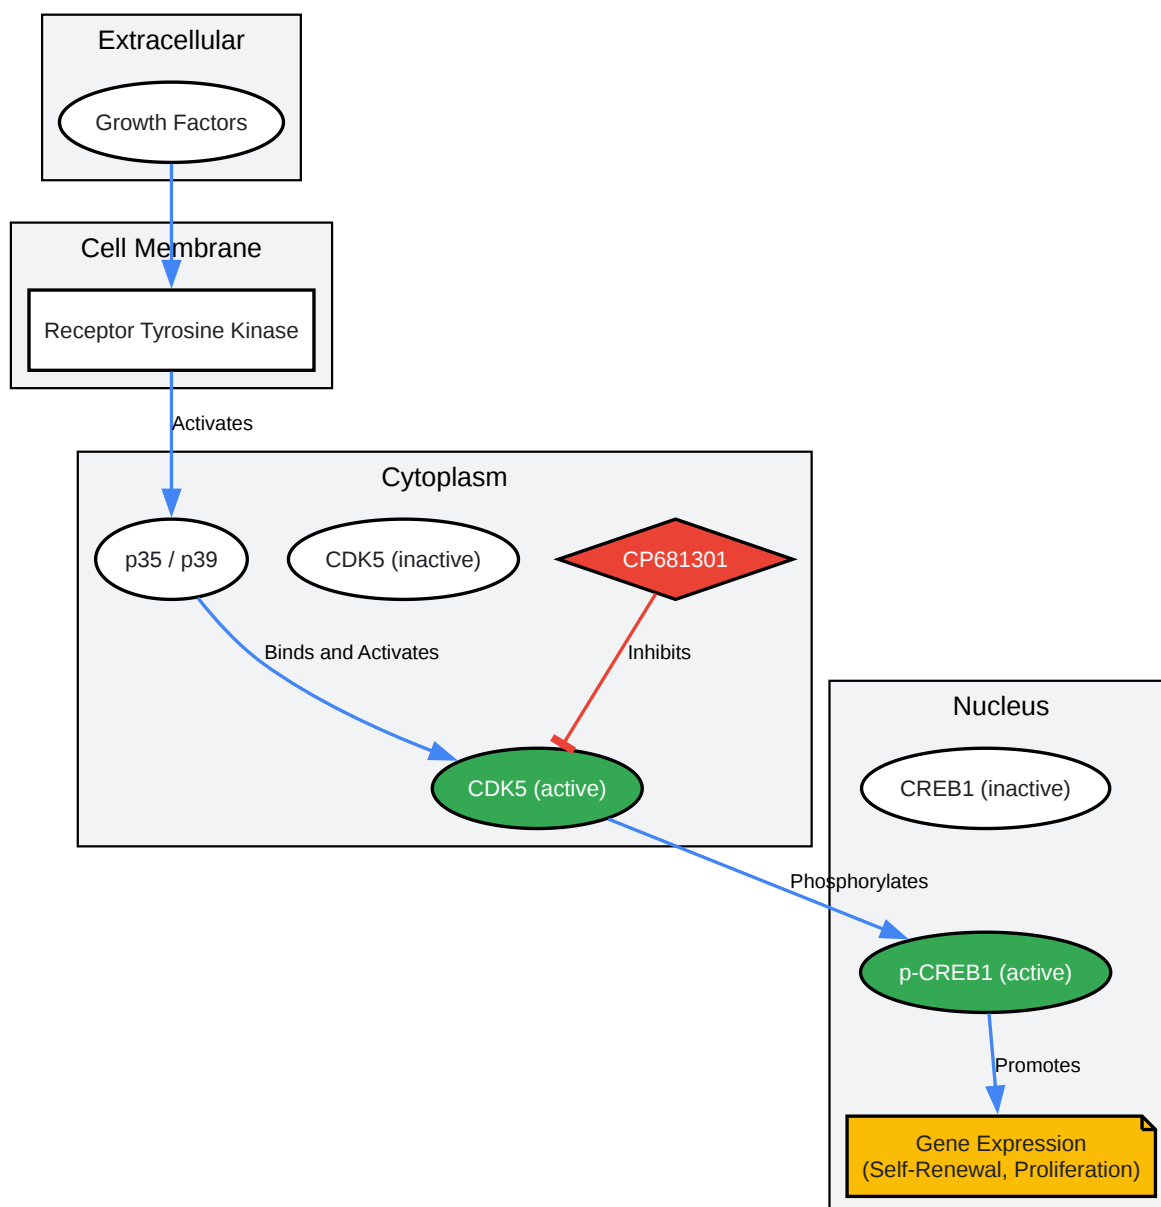 Extracellular
Growth Factors
Cell Membrane
Receptor Tyrosine Kinase
Activates
Cytoplasm
p35 / p39
CDK5 (inactive)
CP681301
Binds and Activates
Inhibits
CDK5 (active)
Nucleus
CREB1 (inactive)
Phosphorylates
p-CREB1 (active)
Promotes
Gene Expression
(Self-Renewal, Proliferation)